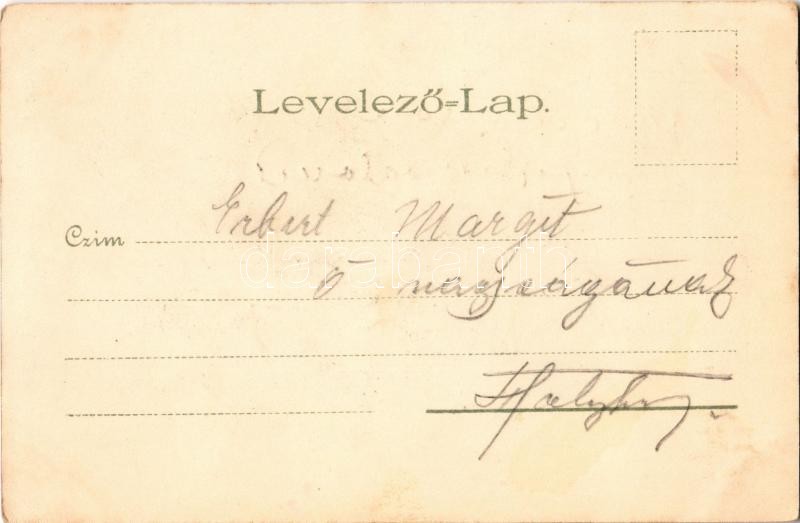 Levelező=Lap.
Czim Erbert Margit
ő nagyságának
Helyben